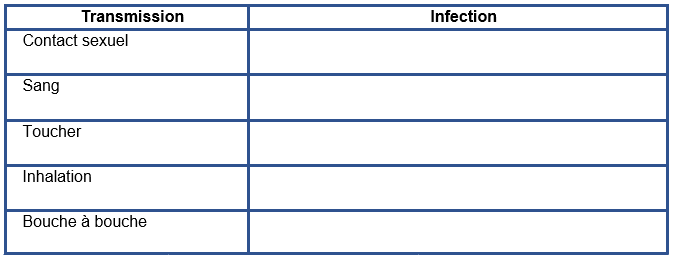 Transmission Infection
Contact sexuel
Sang
Toucher
Inhalation
Bouche à bouche